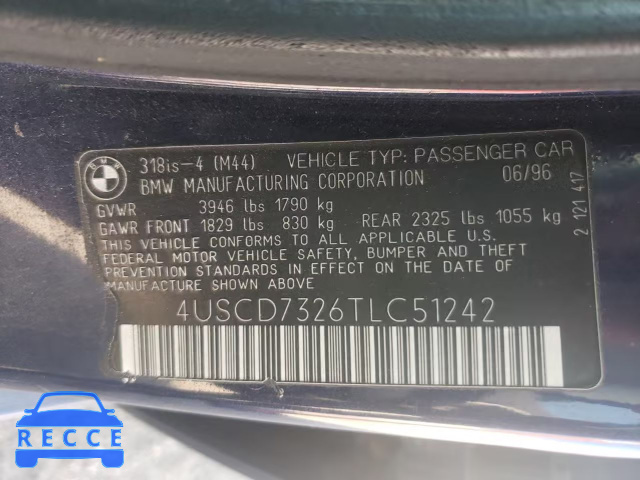 BMW
318is-4 (M44) VEHICLE TYP: PASSENGER CAR
BMW MANUFACTURING CORPORATION 06/96
GVWR 3946 lbs 1790 kg
GAWR FRONT 1829 lbs 830 kg REAR 2325 lbs 1055 kg
THIS VEHICLE CONFORMS TO ALL APPLICABLE U.S.
FEDERAL MOTOR VEHICLE SAFETY, BUMPER AND THEFT
PREVENTION STANDARDS IN EFFECT ON THE DATE OF
MANUFACTURE SHOWN ABOVE.
2 121 417
4USCD7326TLC51242
RECCE